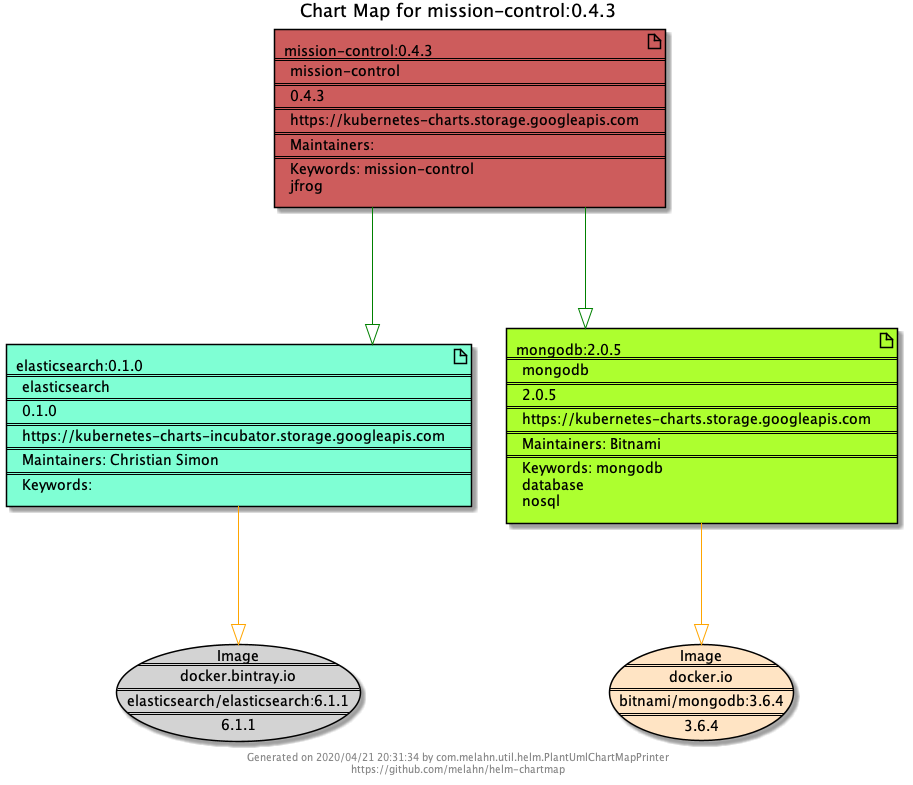 Chart Map for mission-control:0.4.3
mission-control:0.4.3
mission-control
0.4.3
https://kubernetes-charts.storage.googleapis.com
Maintainers:
Keywords: mission-control
jfrog
elasticsearch:0.1.0
elasticsearch
0.1.0
https://kubernetes-charts-incubator.storage.googleapis.com
Maintainers: Christian Simon
Keywords:
mongodb:2.0.5
mongodb
2.0.5
https://kubernetes-charts.storage.googleapis.com
Maintainers: Bitnami
Keywords: mongodb
database
nosql
Image
docker.bintray.io
elasticsearch/elasticsearch:6.1.1
6.1.1
Image
docker.io
bitnami/mongodb:3.6.4
3.6.4
Generated on 2020/04/21 20:31:34 by com.melahn.util.helm.PlantUmlChartMapPrinter
https://github.com/melahn/helm-chartmap